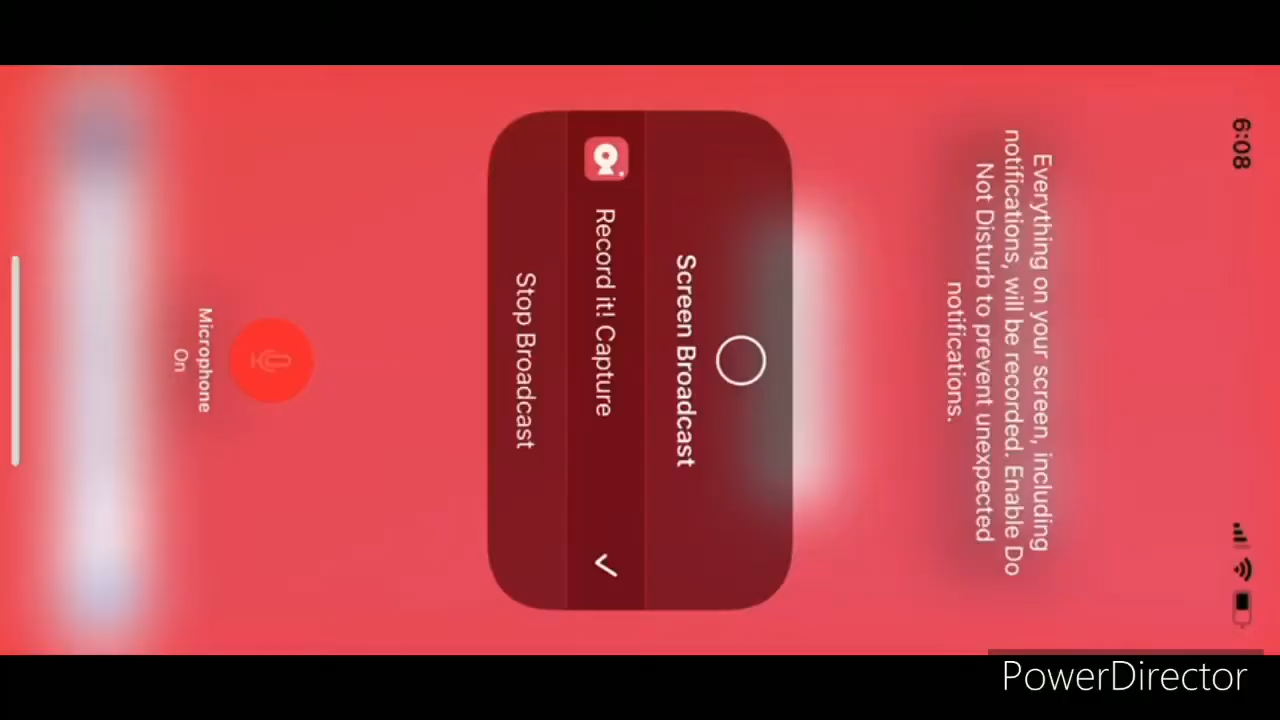 6:08
Everything on your screen, including
notifications, will be recorded. Enable Do
Not Disturb to prevent unexpected
notifications.
Screen Broadcast
Record it! Capture
Stop Broadcast
Microphone
On
PowerDirector